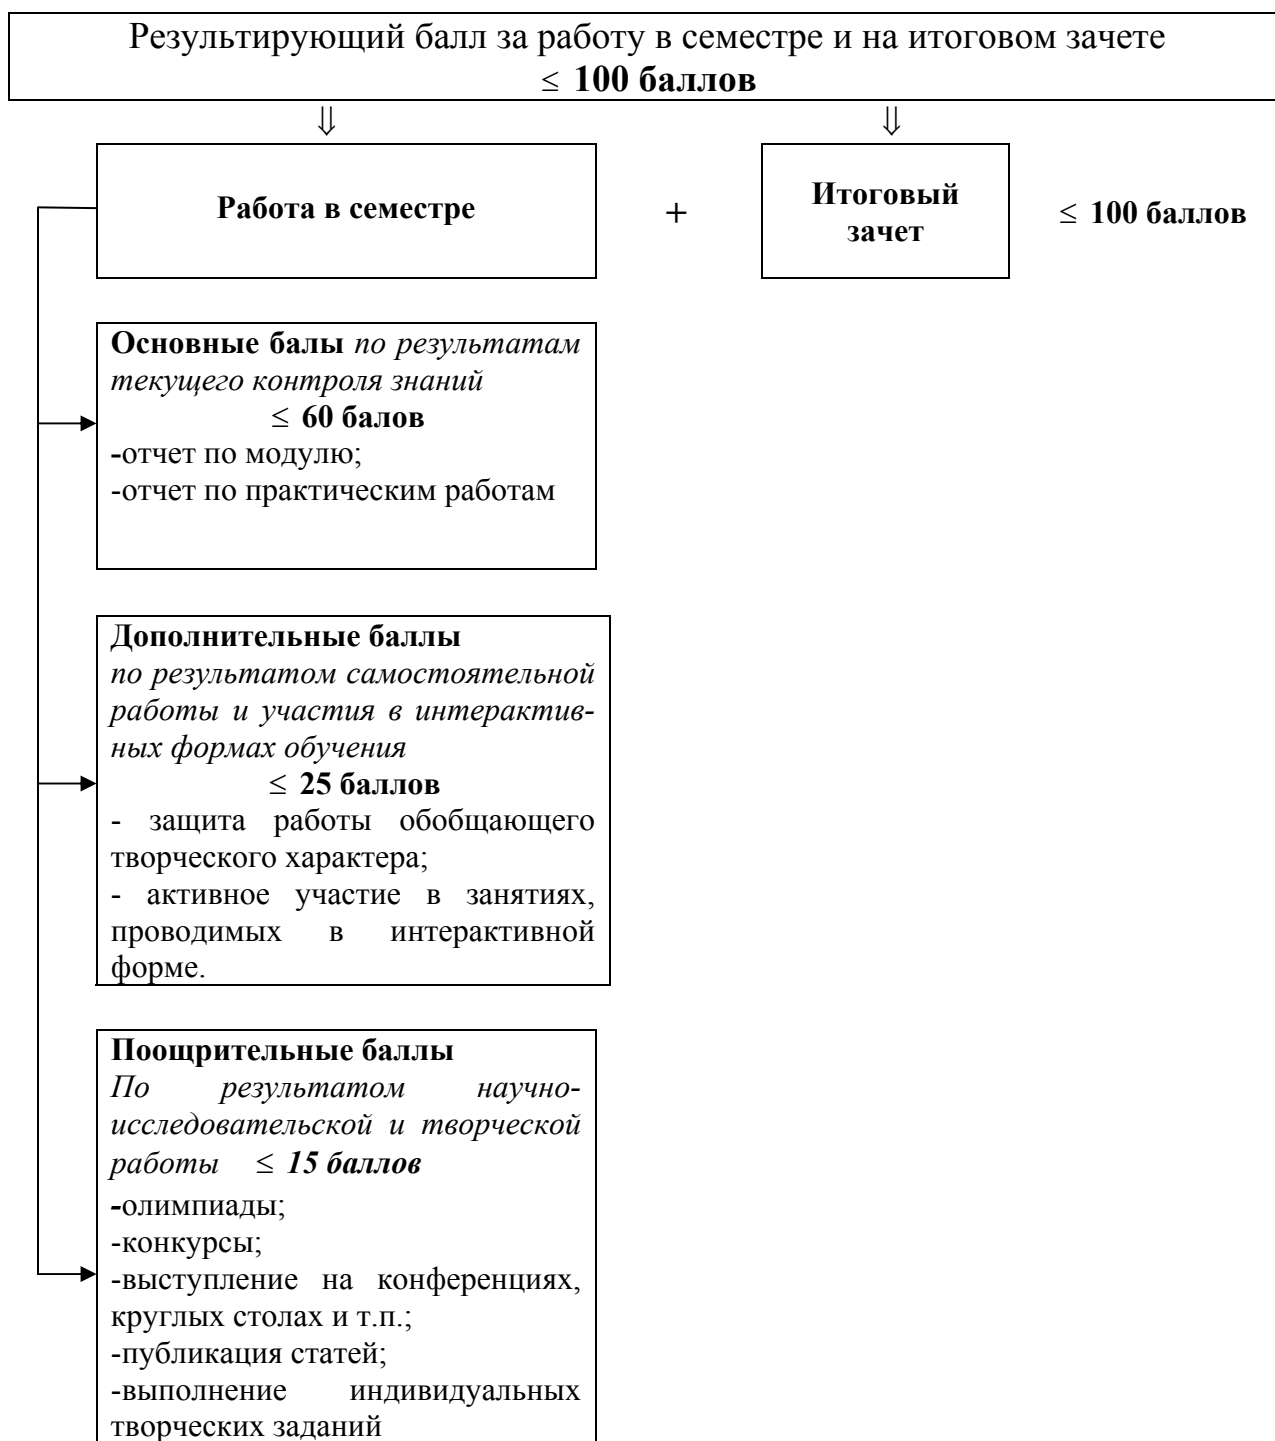 Результирующий балл за работу в семестре и на итоговом зачете
≤ 100 баллов
⇓ ⇓
Работа в семестре
+
Итоговый
зачет
≤ 100 баллов
Основные балы по результатам
текущего контроля знаний
≤ 60 балов
-отчет по модулю;
-отчет по практическим работам
Дополнительные баллы
по результатом самостоятельной
работы и участия в интерактив-
ных формах обучения
≤ 25 баллов
- защита работы обобщающего
творческого характера;
- активное участие в занятиях,
проводимых в интерактивной
форме.
Поощрительные баллы
По результатом научно-
исследовательской и творческой
работы ≤ 15 баллов
-олимпиады;
-конкурсы;
-выступление на конференциях,
круглых столах и т.п.;
-публикация статей;
-выполнение индивидуальных
творческих заданий